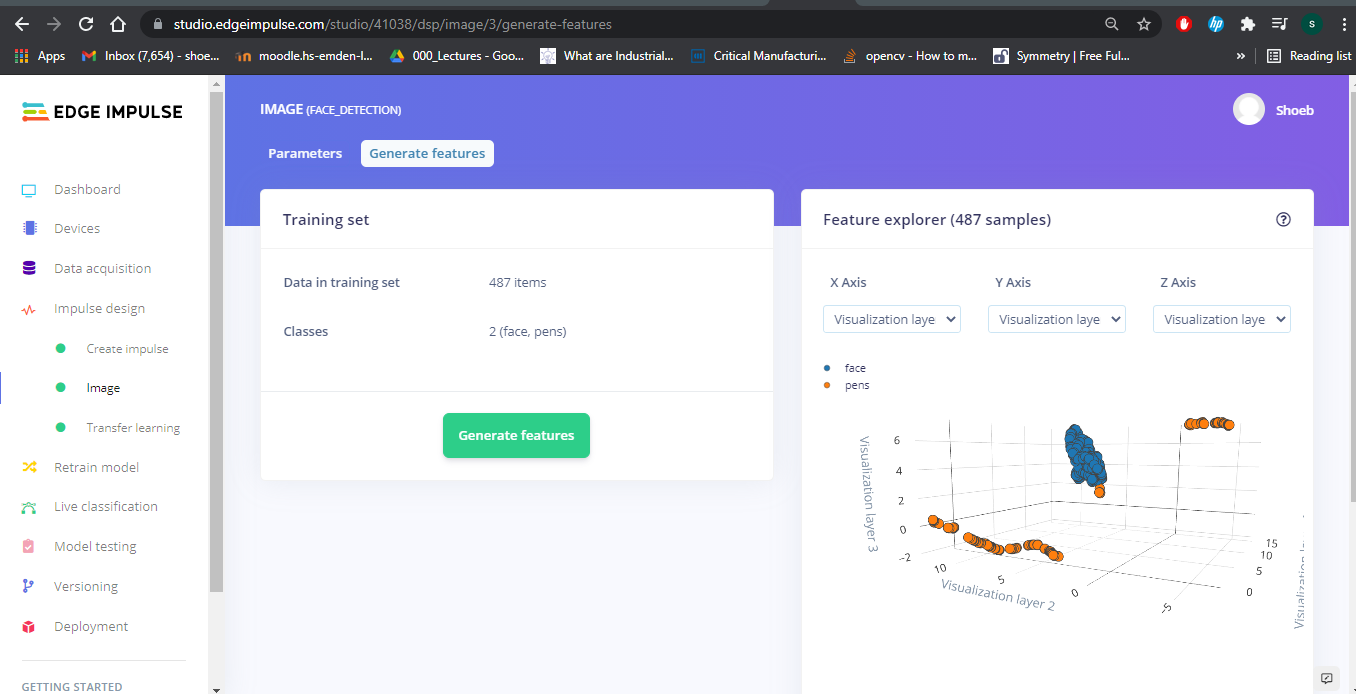 studio.edgeimpulse.com/studio/41038/dsp/image/3/generate-features
S
Apps
Inbox (7,654) - shoe...
moodle.hs-emden-l...
000_Lectures - Goo...
What are Industrial...
Critical Manufacturi...
opencv - How to m...
Symmetry | Free Ful...
»
Reading list
EDGE IMPULSE
Dashboard
Devices
Data acquisition
Impulse design
Create impulse
Image
Transfer learning
Retrain model
Live classification
Model testing
Versioning
Deployment
GETTING STARTED
IMAGE (FACE_DETECTION)
Shoeb
Parameters
Generate features
Training set
Data in training set 487 items
Classes 2 (face, pens)
Generate features
Feature explorer (487 samples)
X Axis Y Axis Z Axis
Visualization laye Visualization laye Visualization laye
face
pens
Visualization layer 3
6
4
2
0
-2
10
5
0
Visualization layer 2
-5
15
10
5
0